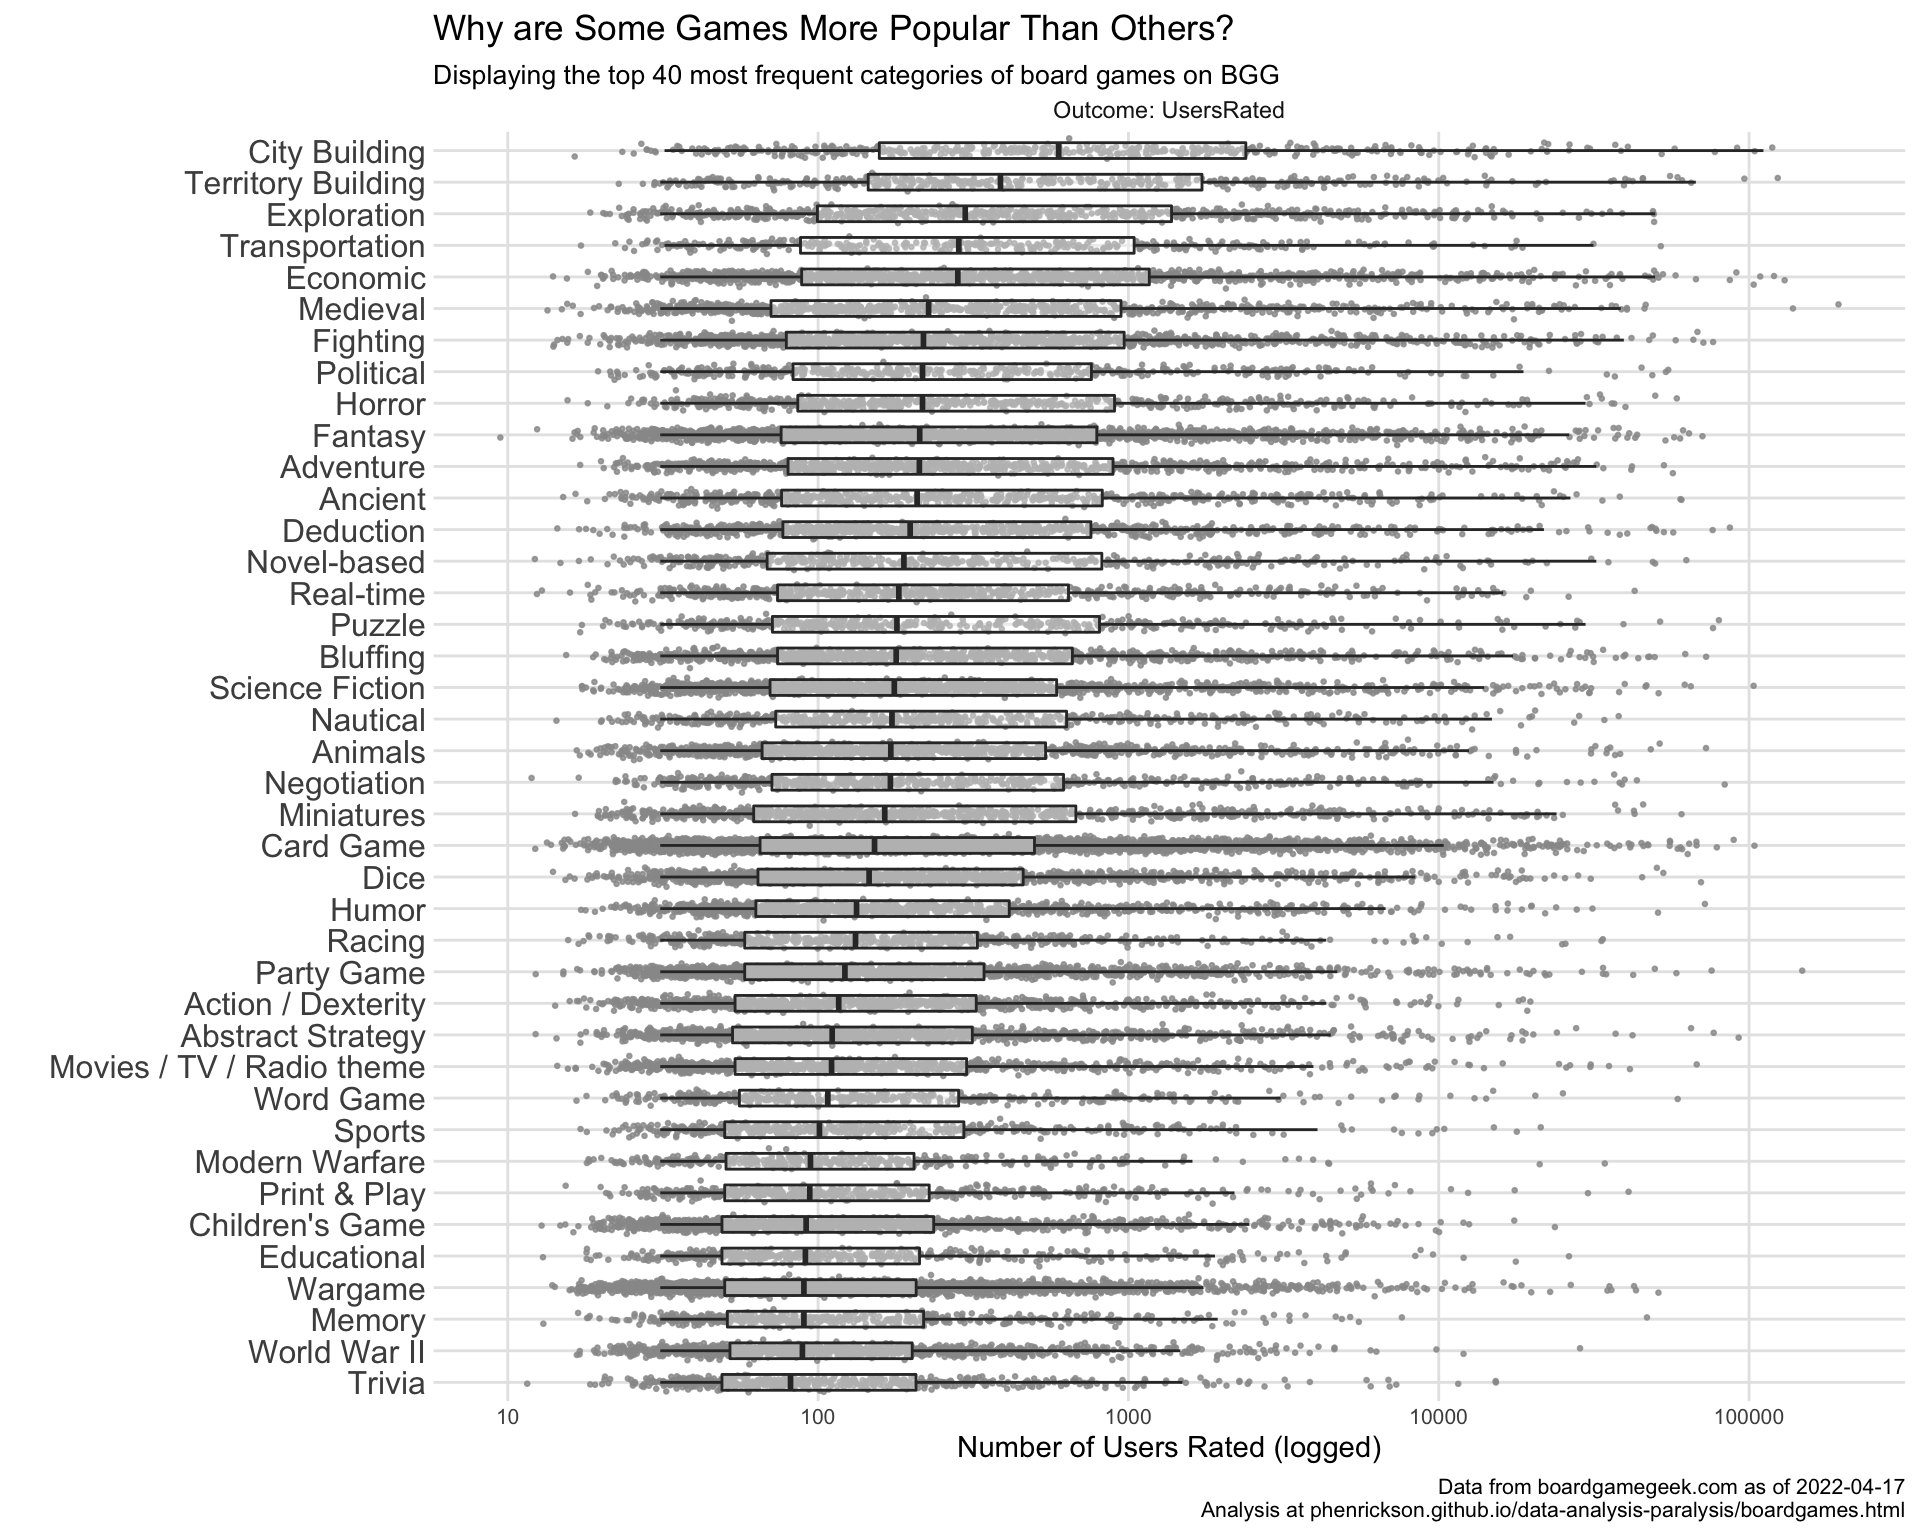 Why are Some Games More Popular Than Others?
Displaying the top 40 most frequent categories of board games on BGG
Outcome: UsersRated
City Building
Territory Building
Exploration
Transportation
Economic
Medieval
Fighting
Political
Horror
Fantasy
Adventure
Ancient
Deduction
Novel-based
Real-time
Puzzle
Bluffing
Science Fiction
Nautical
Animals
Negotiation
Miniatures
Card Game
Dice
Humor
Racing
Party Game
Action / Dexterity
Abstract Strategy
Movies / TV / Radio theme
Word Game
Sports
Modern Warfare
Print & Play
Children's Game
Educational
Wargame
Memory
World War II
Trivia
10 100 1000 10000 100000
Number of Users Rated (logged)
Data from boardgamegeek.com as of 2022-04-17
Analysis at phenrickson.github.io/data-analysis-paralysis/boardgames.html